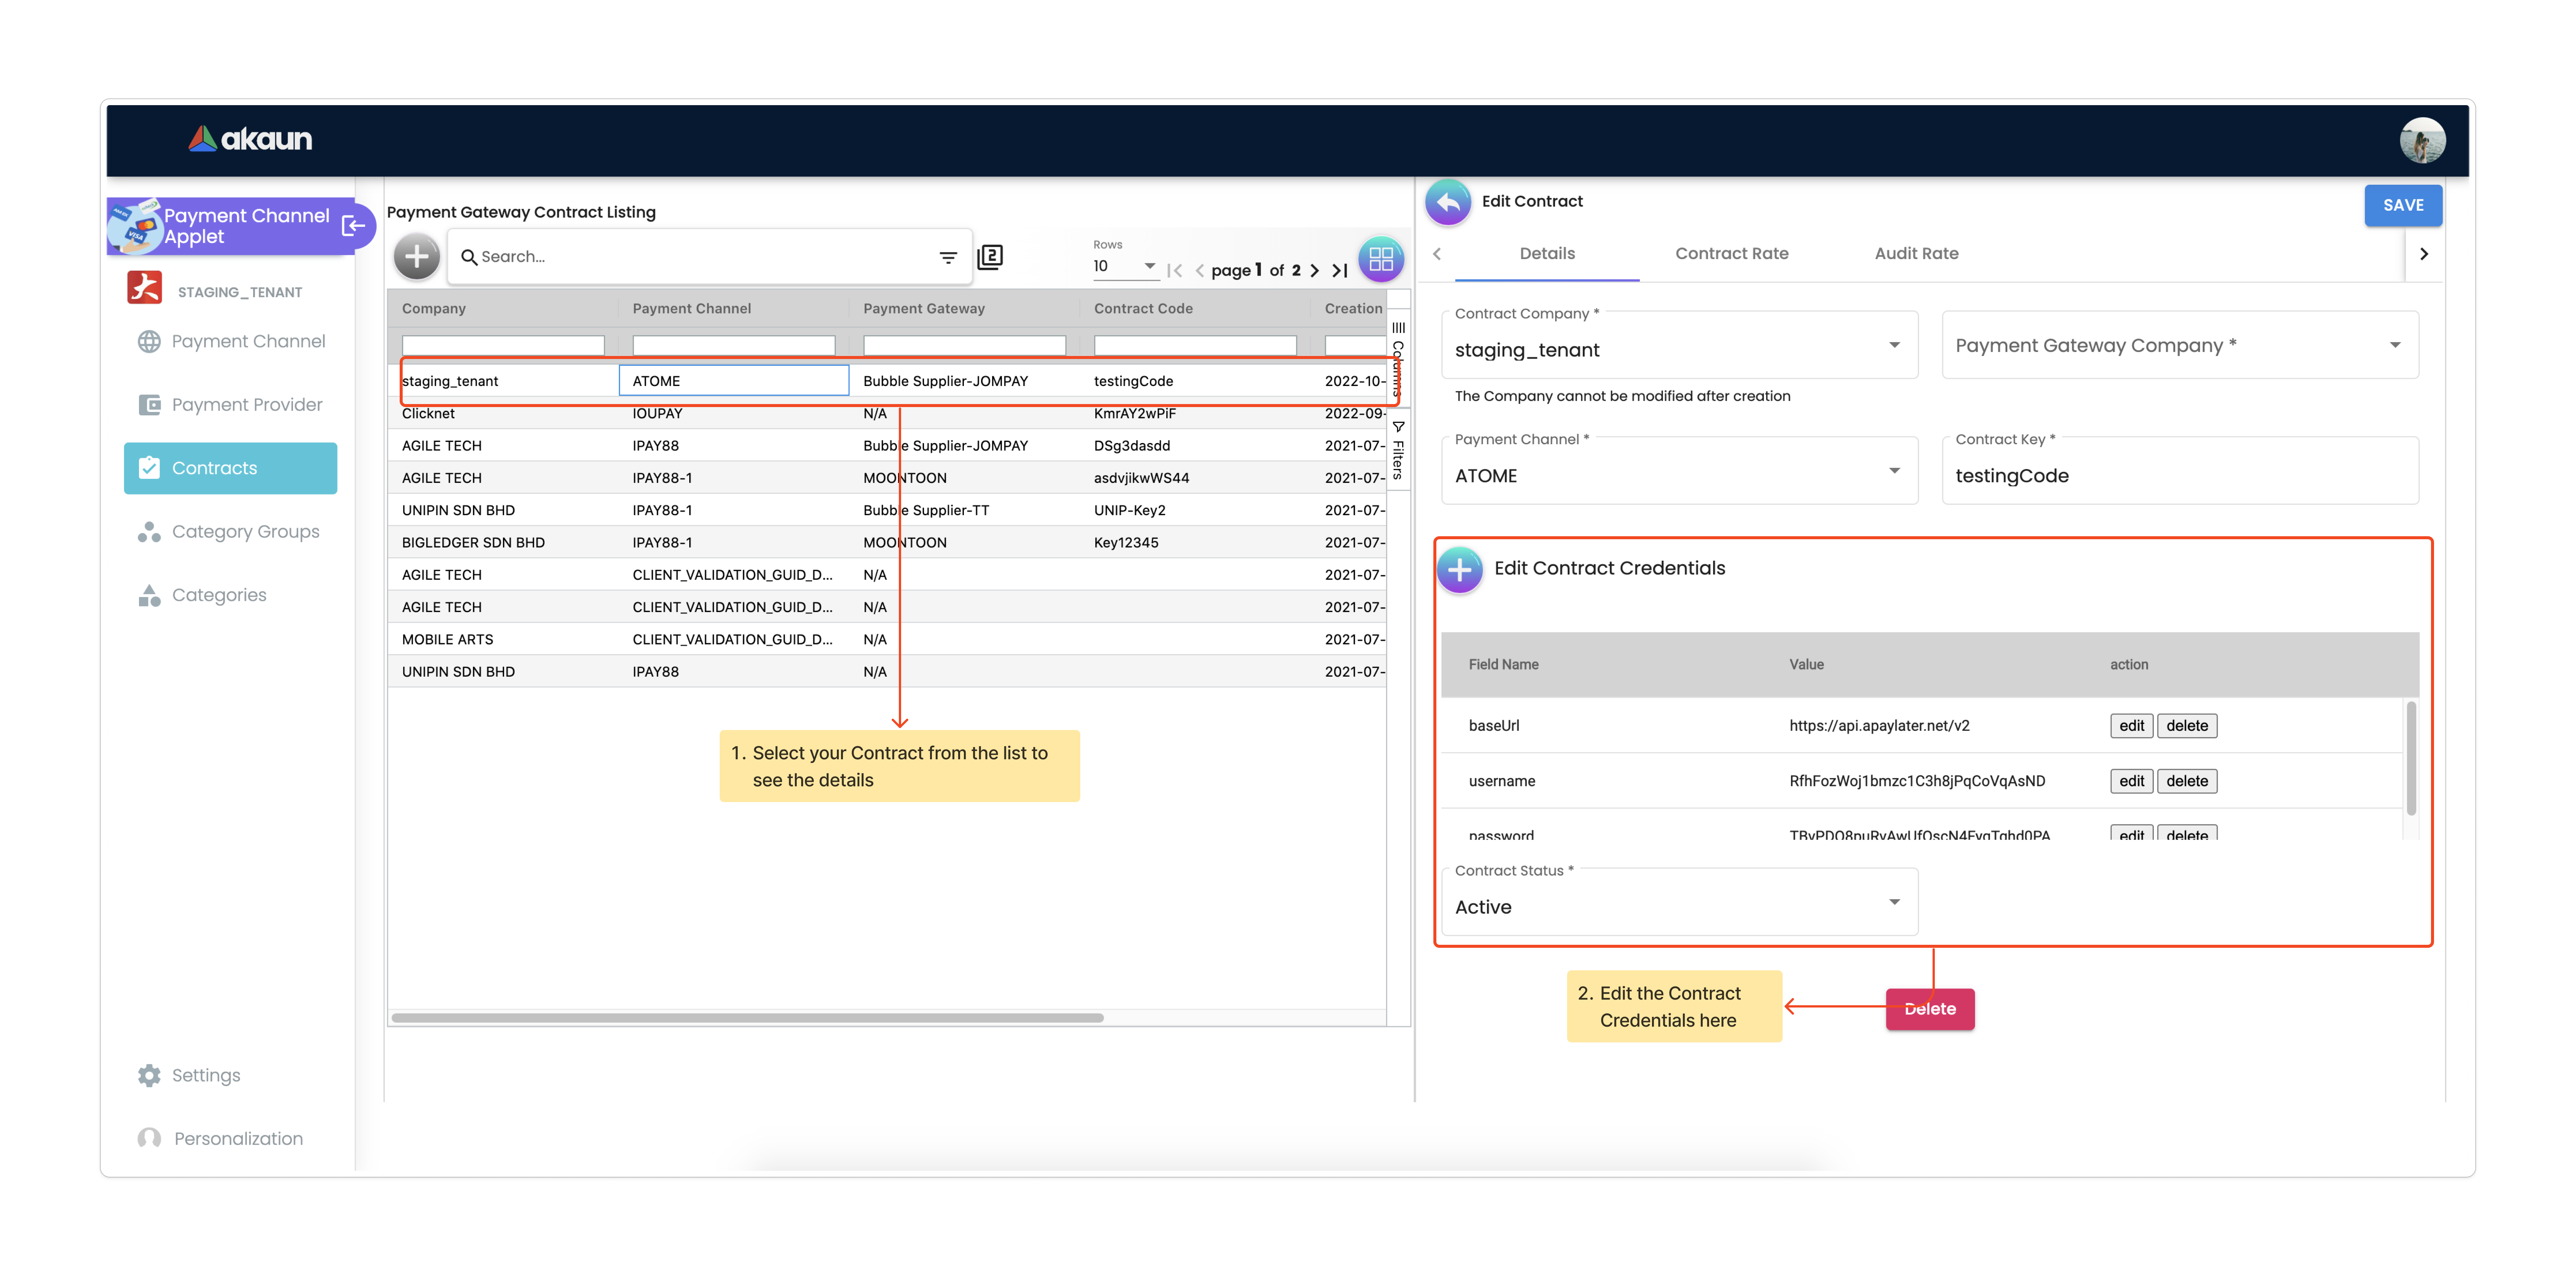 akaun
Payment Channel
Applet
STAGING_TENANT
Payment Channel
Payment Provider
Contracts
Category Groups
Categories
Settings
Personalization
Payment Gateway Contract Listing
Search...
2
Rows
10
page 1 of 2
Company Payment Channel Payment Gateway Contract Code Creation
staging_tenant ATOME Bubble Supplier-JOMPAY testingCode 2022-10-
Clicknet IOUPAY N/A KmrAY2wPiF 2022-09-
AGILE TECH IPAY88 Bubble Supplier-JOMPAY DSg3dasdd 2021-07-
AGILE TECH IPAY88-1 MOONTOON asdvjikwWS44 2021-07-
UNIPIN SDN BHD IPAY88-1 Bubble Supplier-TT UNIP-Key2 2021-07-
BIGLEDGER SDN BHD IPAY88-1 MOONTOON Key12345 2021-07-
AGILE TECH CLIENT_VALIDATION_GUID_D... N/A 2021-07-
AGILE TECH CLIENT_VALIDATION_GUID_D... N/A 2021-07-
MOBILE ARTS CLIENT_VALIDATION_GUID_D... N/A 2021-07-
UNIPIN SDN BHD IPAY88 N/A 2021-07-
Columns
Filters
1. Select your Contract from the list to
see the details
Edit Contract
SAVE
Details Contract Rate Audit Rate
Contract Company *
staging_tenant
Payment Gateway Company *
The Company cannot be modified after creation
Payment Channel *
ATOME
Contract Key *
testingCode
Edit Contract Credentials
Field Name Value action
baseUrl https://api.apaylater.net/v2 edit delete
username RfhFozWoj1bmzc1C3h8jPqCoVqAsND edit delete
password edit delete
Contract Status *
Active
2. Edit the Contract
Credentials here
Delete